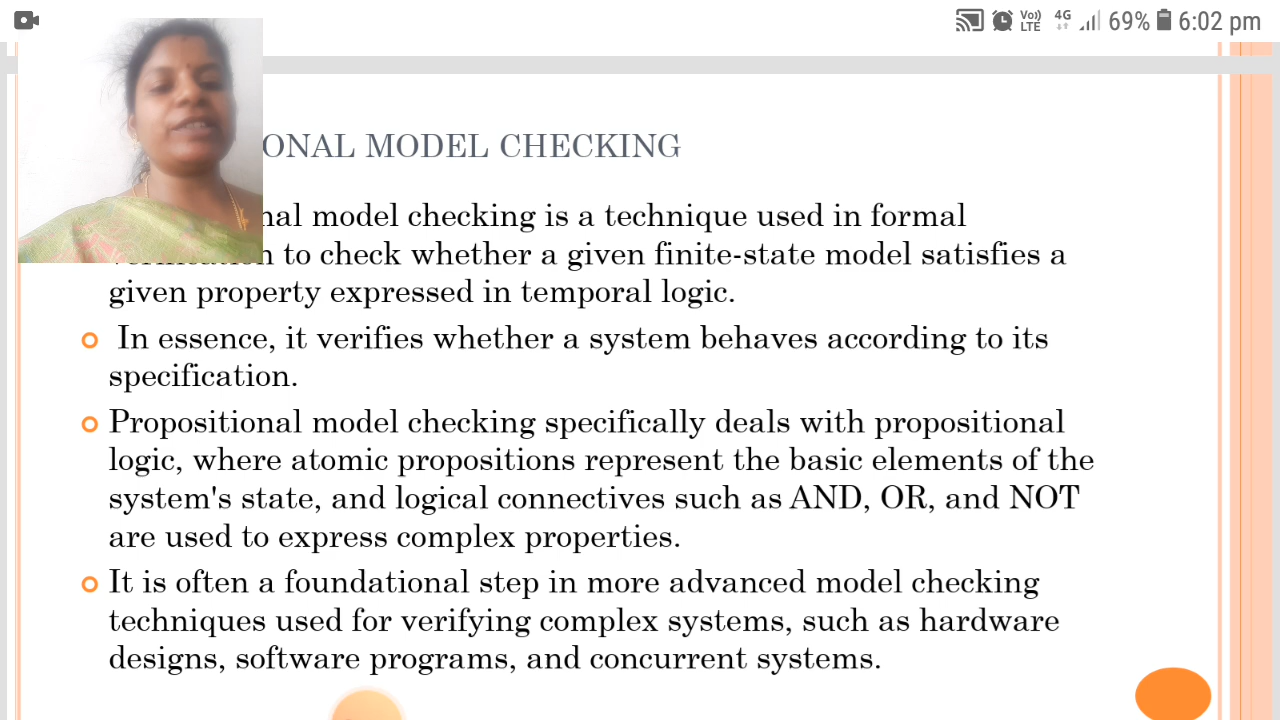 Vo)) LTE 4G 69% 6:02 pm
ONAL MODEL CHECKING
nal model checking is a technique used in formal
n to check whether a given finite-state model satisfies a
given property expressed in temporal logic.
In essence, it verifies whether a system behaves according to its
specification.
Propositional model checking specifically deals with propositional
logic, where atomic propositions represent the basic elements of the
system's state, and logical connectives such as AND, OR, and NOT
are used to express complex properties.
It is often a foundational step in more advanced model checking
techniques used for verifying complex systems, such as hardware
designs, software programs, and concurrent systems.